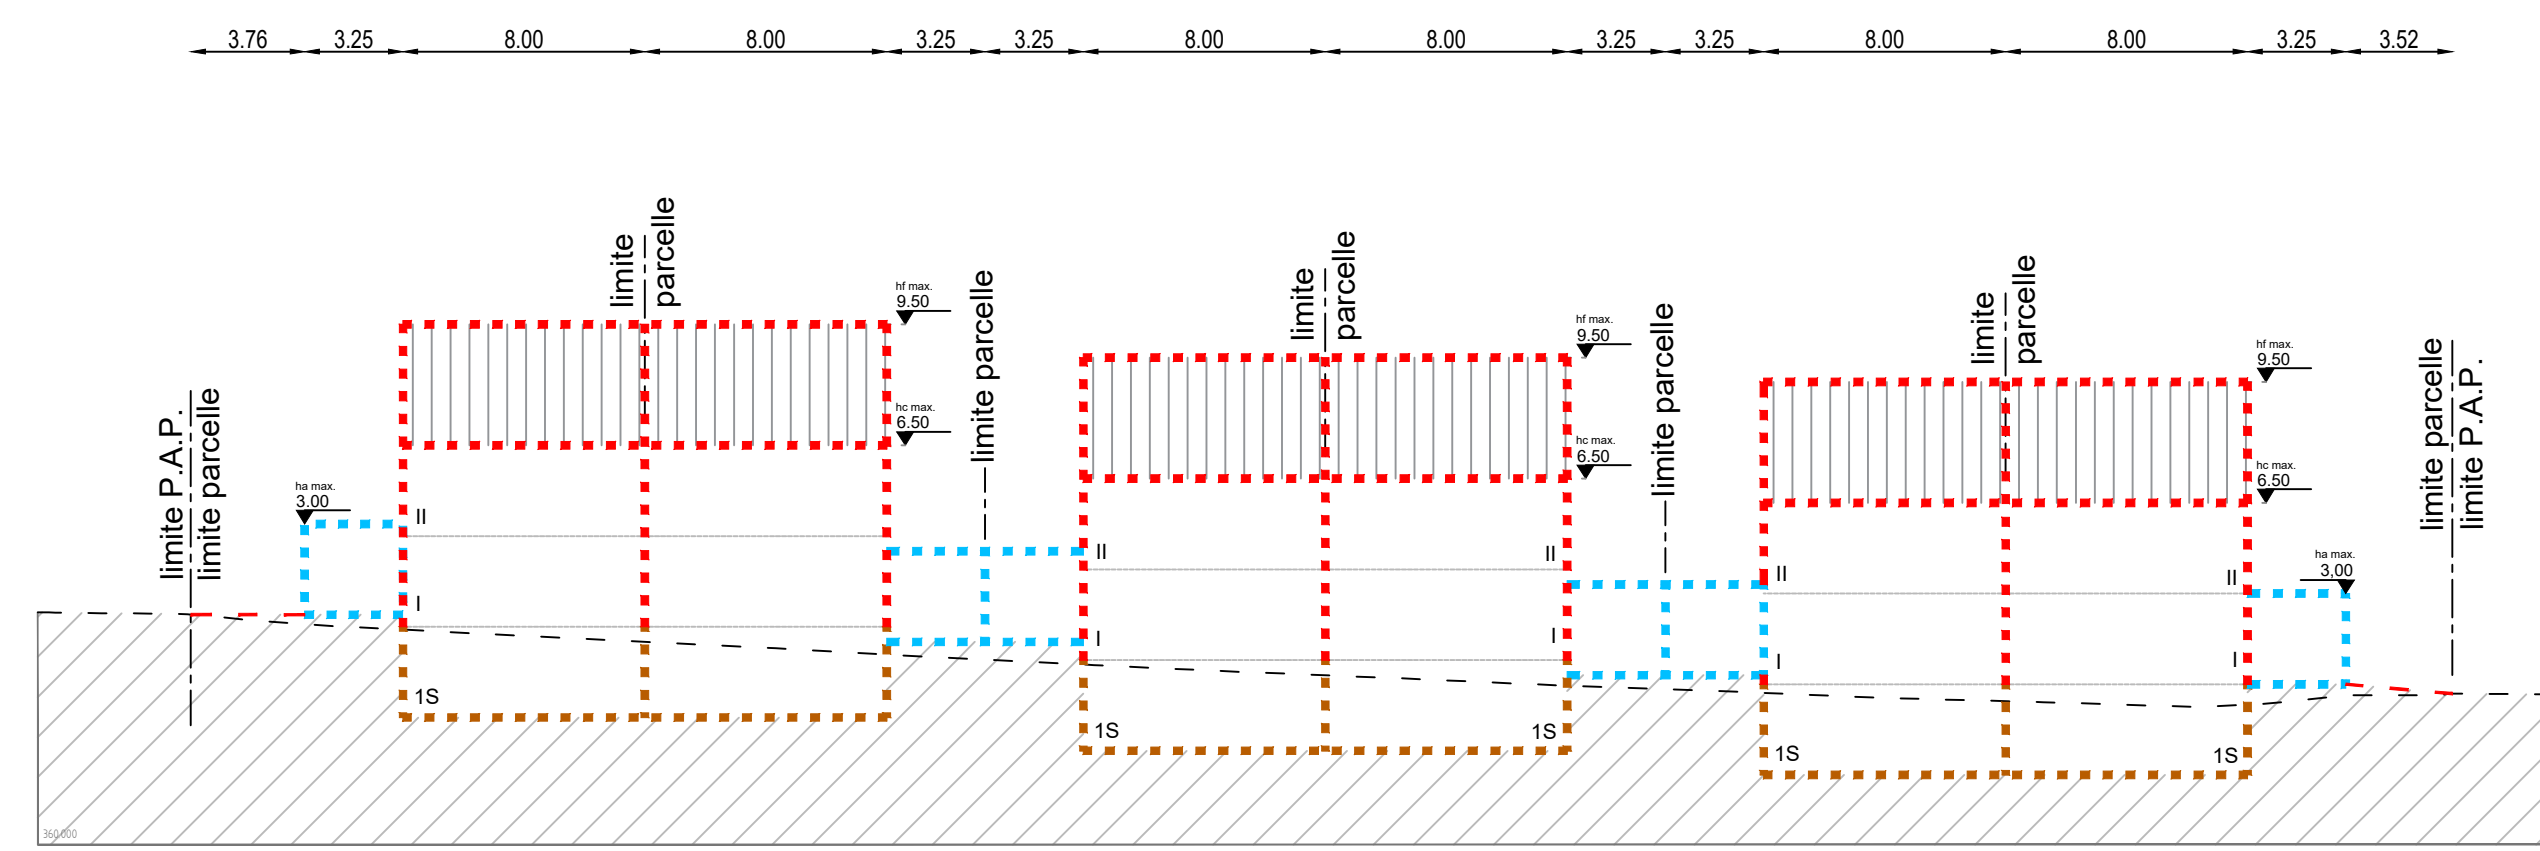 3.76 3.25 8.00 8.00 3.25 3.25 8.00 8.00 3.25 3.25 8.00 8.00 3.25 3.52
limite P.A.P.
limite parcelle
ha max.
3.00
limite
parcelle
II
I
1S
hf max.
9.50
hc max.
6.50
limite parcelle
limite
parcelle
II
I
1S
II
I
1S
hf max.
9.50
hc max.
6.50
limite parcelle
limite
parcelle
II
I
1S
II
I
1S
hf max.
9.50
hc max.
6.50
ha max.
3,00
limite parcelle
limite P.A.P.
360.000